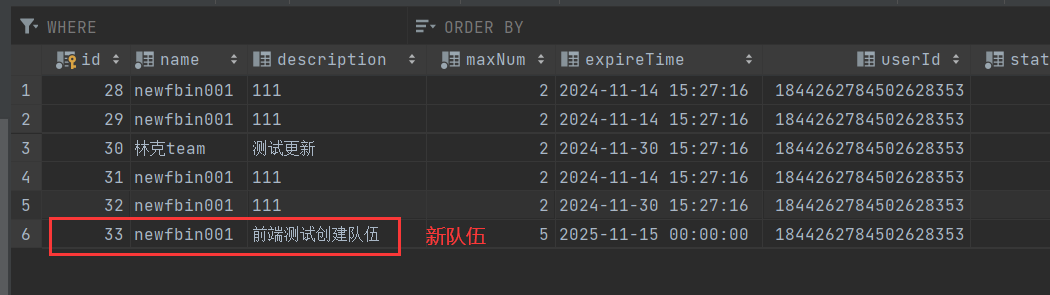 WHERE ORDER BY
id name description maxNum expireTime userId stat
1 28 newfbin001 111 2 2024-11-14 15:27:16 1844262784502628353
2 29 newfbin001 111 2 2024-11-14 15:27:16 1844262784502628353
3 30 林克team 测试更新 2 2024-11-30 15:27:16 1844262784502628353
4 31 newfbin001 111 2 2024-11-14 15:27:16 1844262784502628353
5 32 newfbin001 111 2 2024-11-30 15:27:16 1844262784502628353
6 33 newfbin001 前端测试创建队伍 新队伍 5 2025-11-15 00:00:00 1844262784502628353